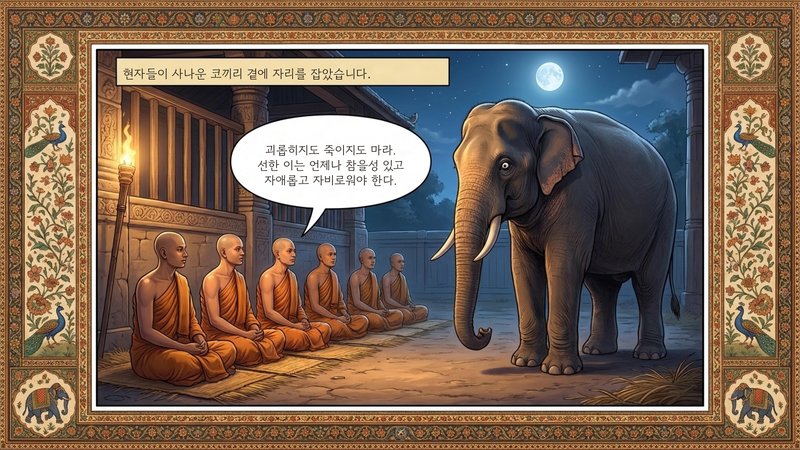 현자들이 사나운 코끼리 곁에 자리를 잡았습니다.
괴롭히지도 죽이지도 마라.
선한 이는 언제나 참을성 있고
자애롭고 자비로워야 한다.